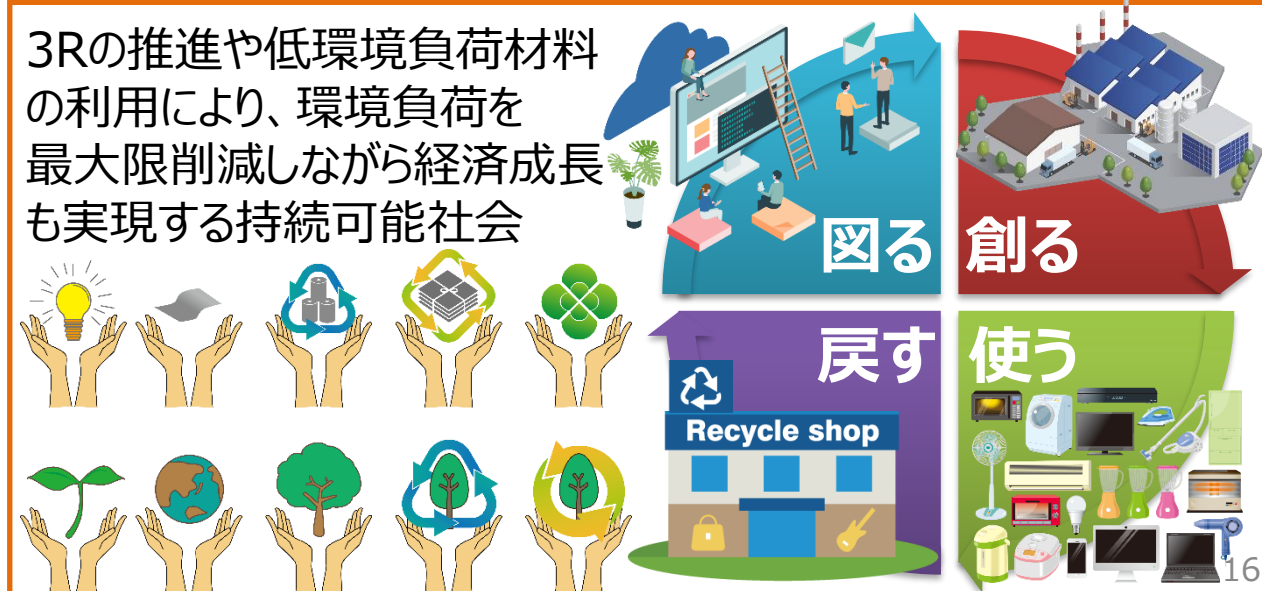 3Rの推進や低環境負荷材料
の利用により、環境負荷を
最大限削減しながら経済成長
も実現する持続可能社会
図る
創る
戻す
使う
Recycle shop
16